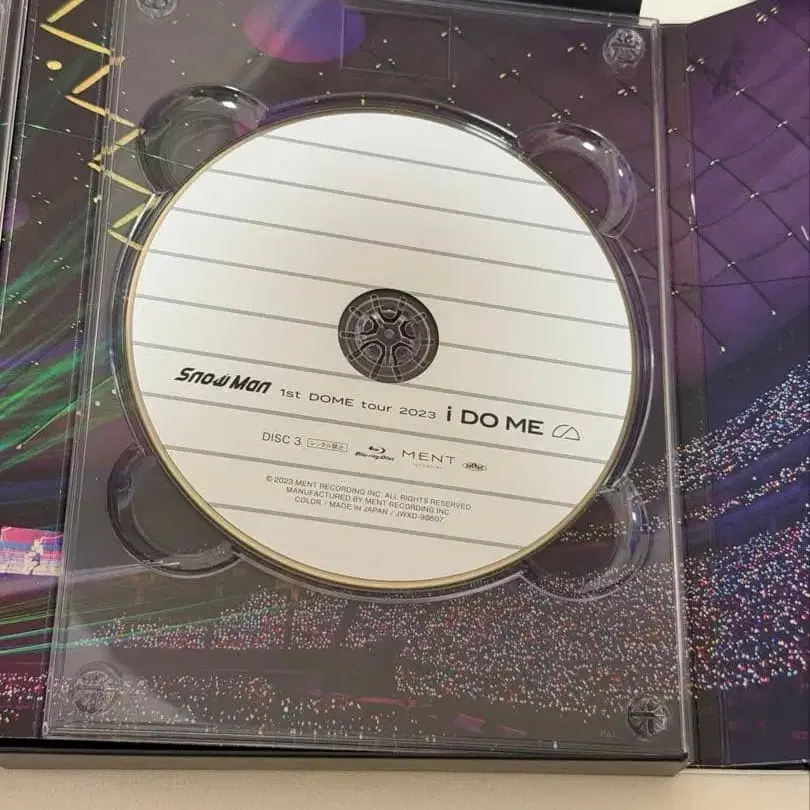 Snow Man 1st DOME tour 2023 i DO ME
DISC 3 レンタル禁止 Blu-ray Disc MENT RECORDING
© 2023 MENT RECORDING INC. ALL RIGHTS RESERVED.
MANUFACTURED BY MENT RECORDING INC.
COLOR / MADE IN JAPAN / JWXD-98607